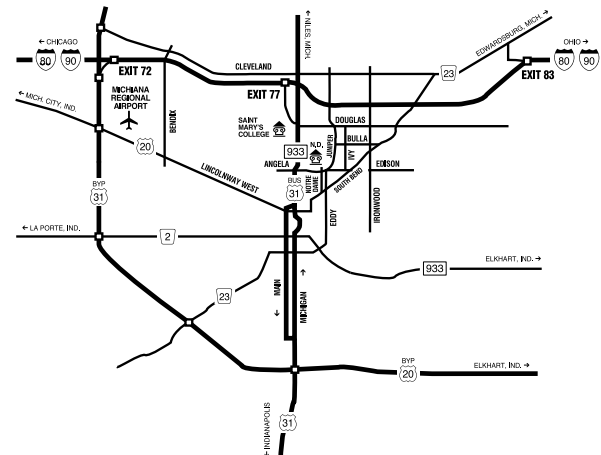 ← CHICAGO
80
90
EXIT 72
MICHIANA
REGIONAL
AIRPORT
← MICH. CITY, IND.
20
BENDIX
CLEVELAND
EXIT 77
← NILES, MICH.
23
EDWARDSBURG, MICH. →
OHIO →
80
90
EXIT 83
SAINT
MARY'S
COLLEGE
933
N.D.
ANGELA
JUNIPER
DOUGLAS
BULLA
IVY
EDISON
NOTRE
DAME
SOUTH BEND
IRONWOOD
EDDY
LINCOLNWAY WEST
BUS
31
BYP
31
← LA PORTE, IND.
2
933
ELKHART, IND. →
23
← MAIN
MICHIGAN →
BYP
20
ELKHART, IND. →
31
← INDIANAPOLIS